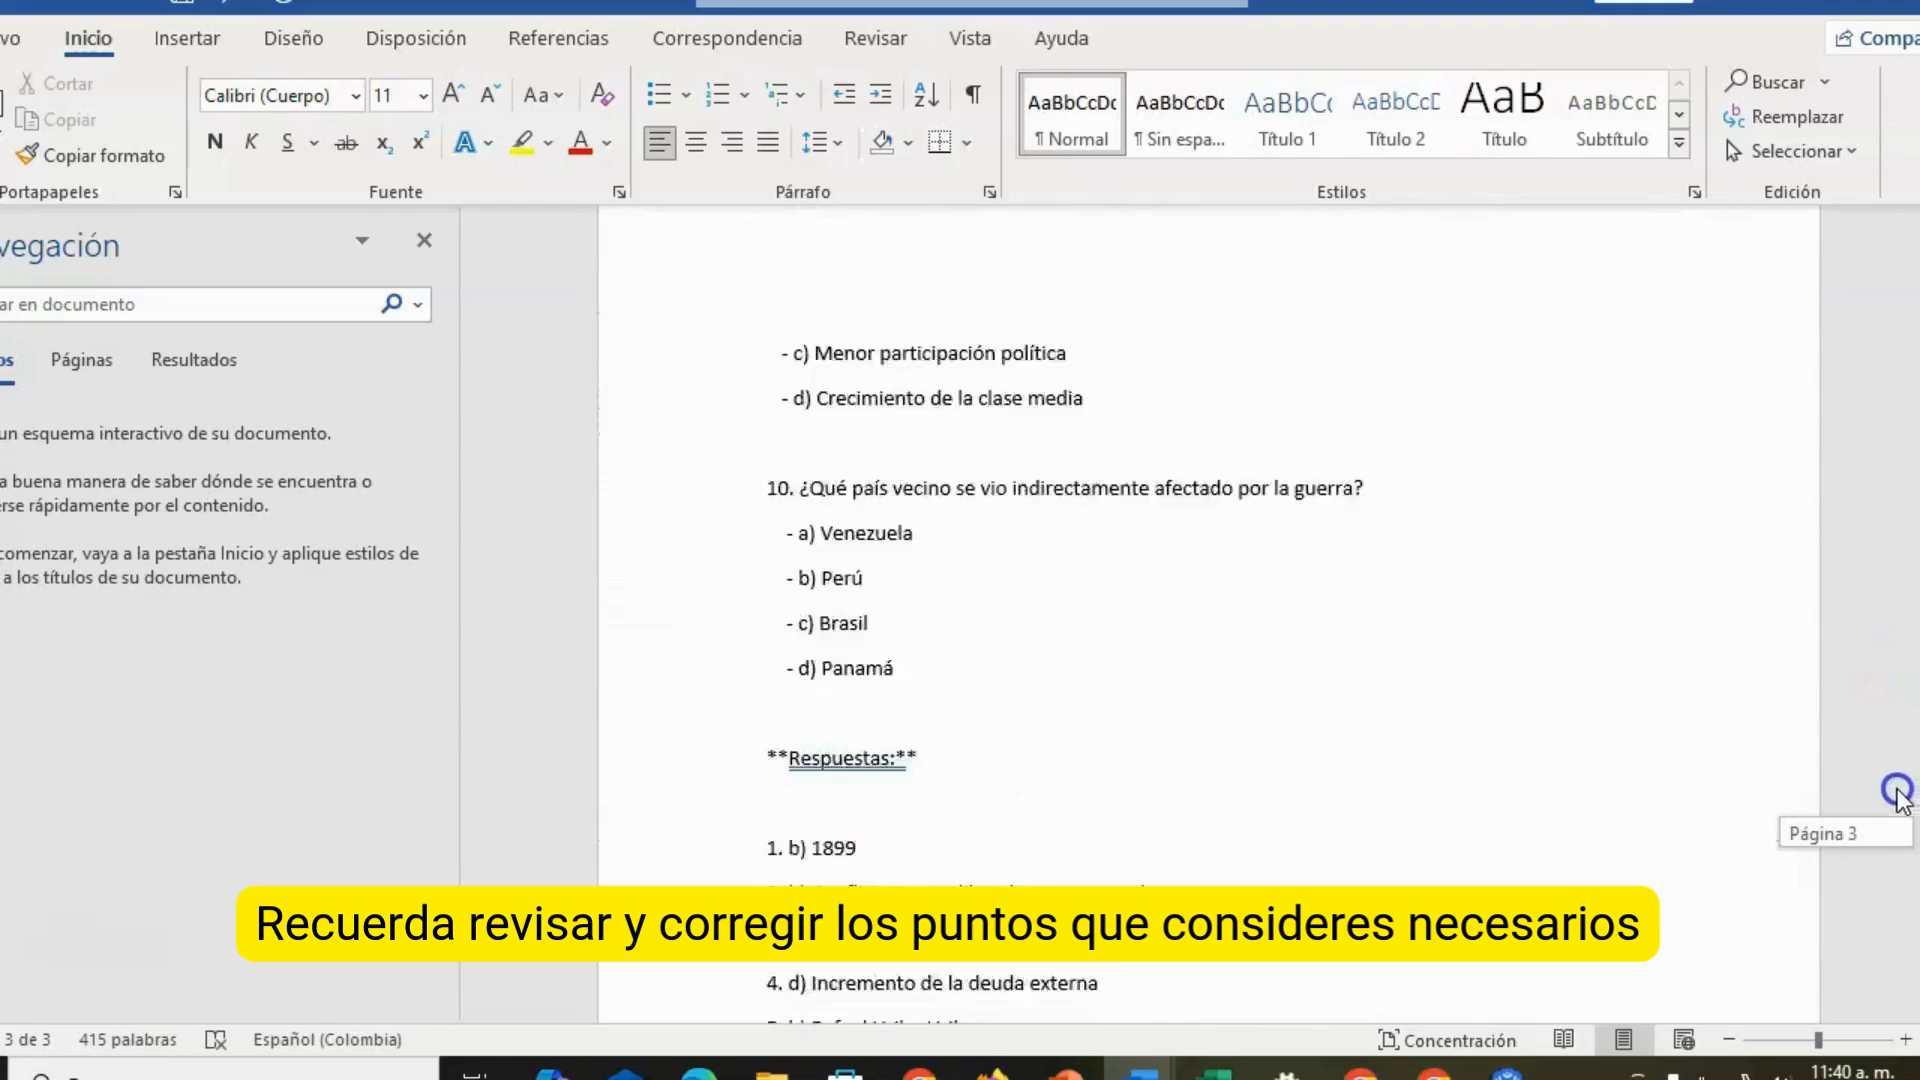 Inicio Insertar Diseño Disposición Referencias Correspondencia Revisar Vista Ayuda
Cortar
Copiar
Copiar formato
Portapapeles
Calibri (Cuerpo) 11
Aa
N K S ab x₂ x²
Fuente
Párrafo
AaBbCcDc AaBbCcDc AaBbCc AaBbCcD AaB AaBbCcD
¶ Normal ¶ Sin espa... Título 1 Título 2 Título Subtítulo
Estilos
Buscar
Reemplazar
Seleccionar
Edición
vegación
ar en documento
Páginas Resultados
un esquema interactivo de su documento.
a buena manera de saber dónde se encuentra o
rse rápidamente por el contenido.
comenzar, vaya a la pestaña Inicio y aplique estilos de
a los títulos de su documento.
- c) Menor participación política
- d) Crecimiento de la clase media
10. ¿Qué país vecino se vio indirectamente afectado por la guerra?
- a) Venezuela
- b) Perú
- c) Brasil
- d) Panamá
**Respuestas:**
1. b) 1899
Página 3
Recuerda revisar y corregir los puntos que consideres necesarios
4. d) Incremento de la deuda externa
3 de 3 415 palabras Español (Colombia) Concentración
11:40 a. m.